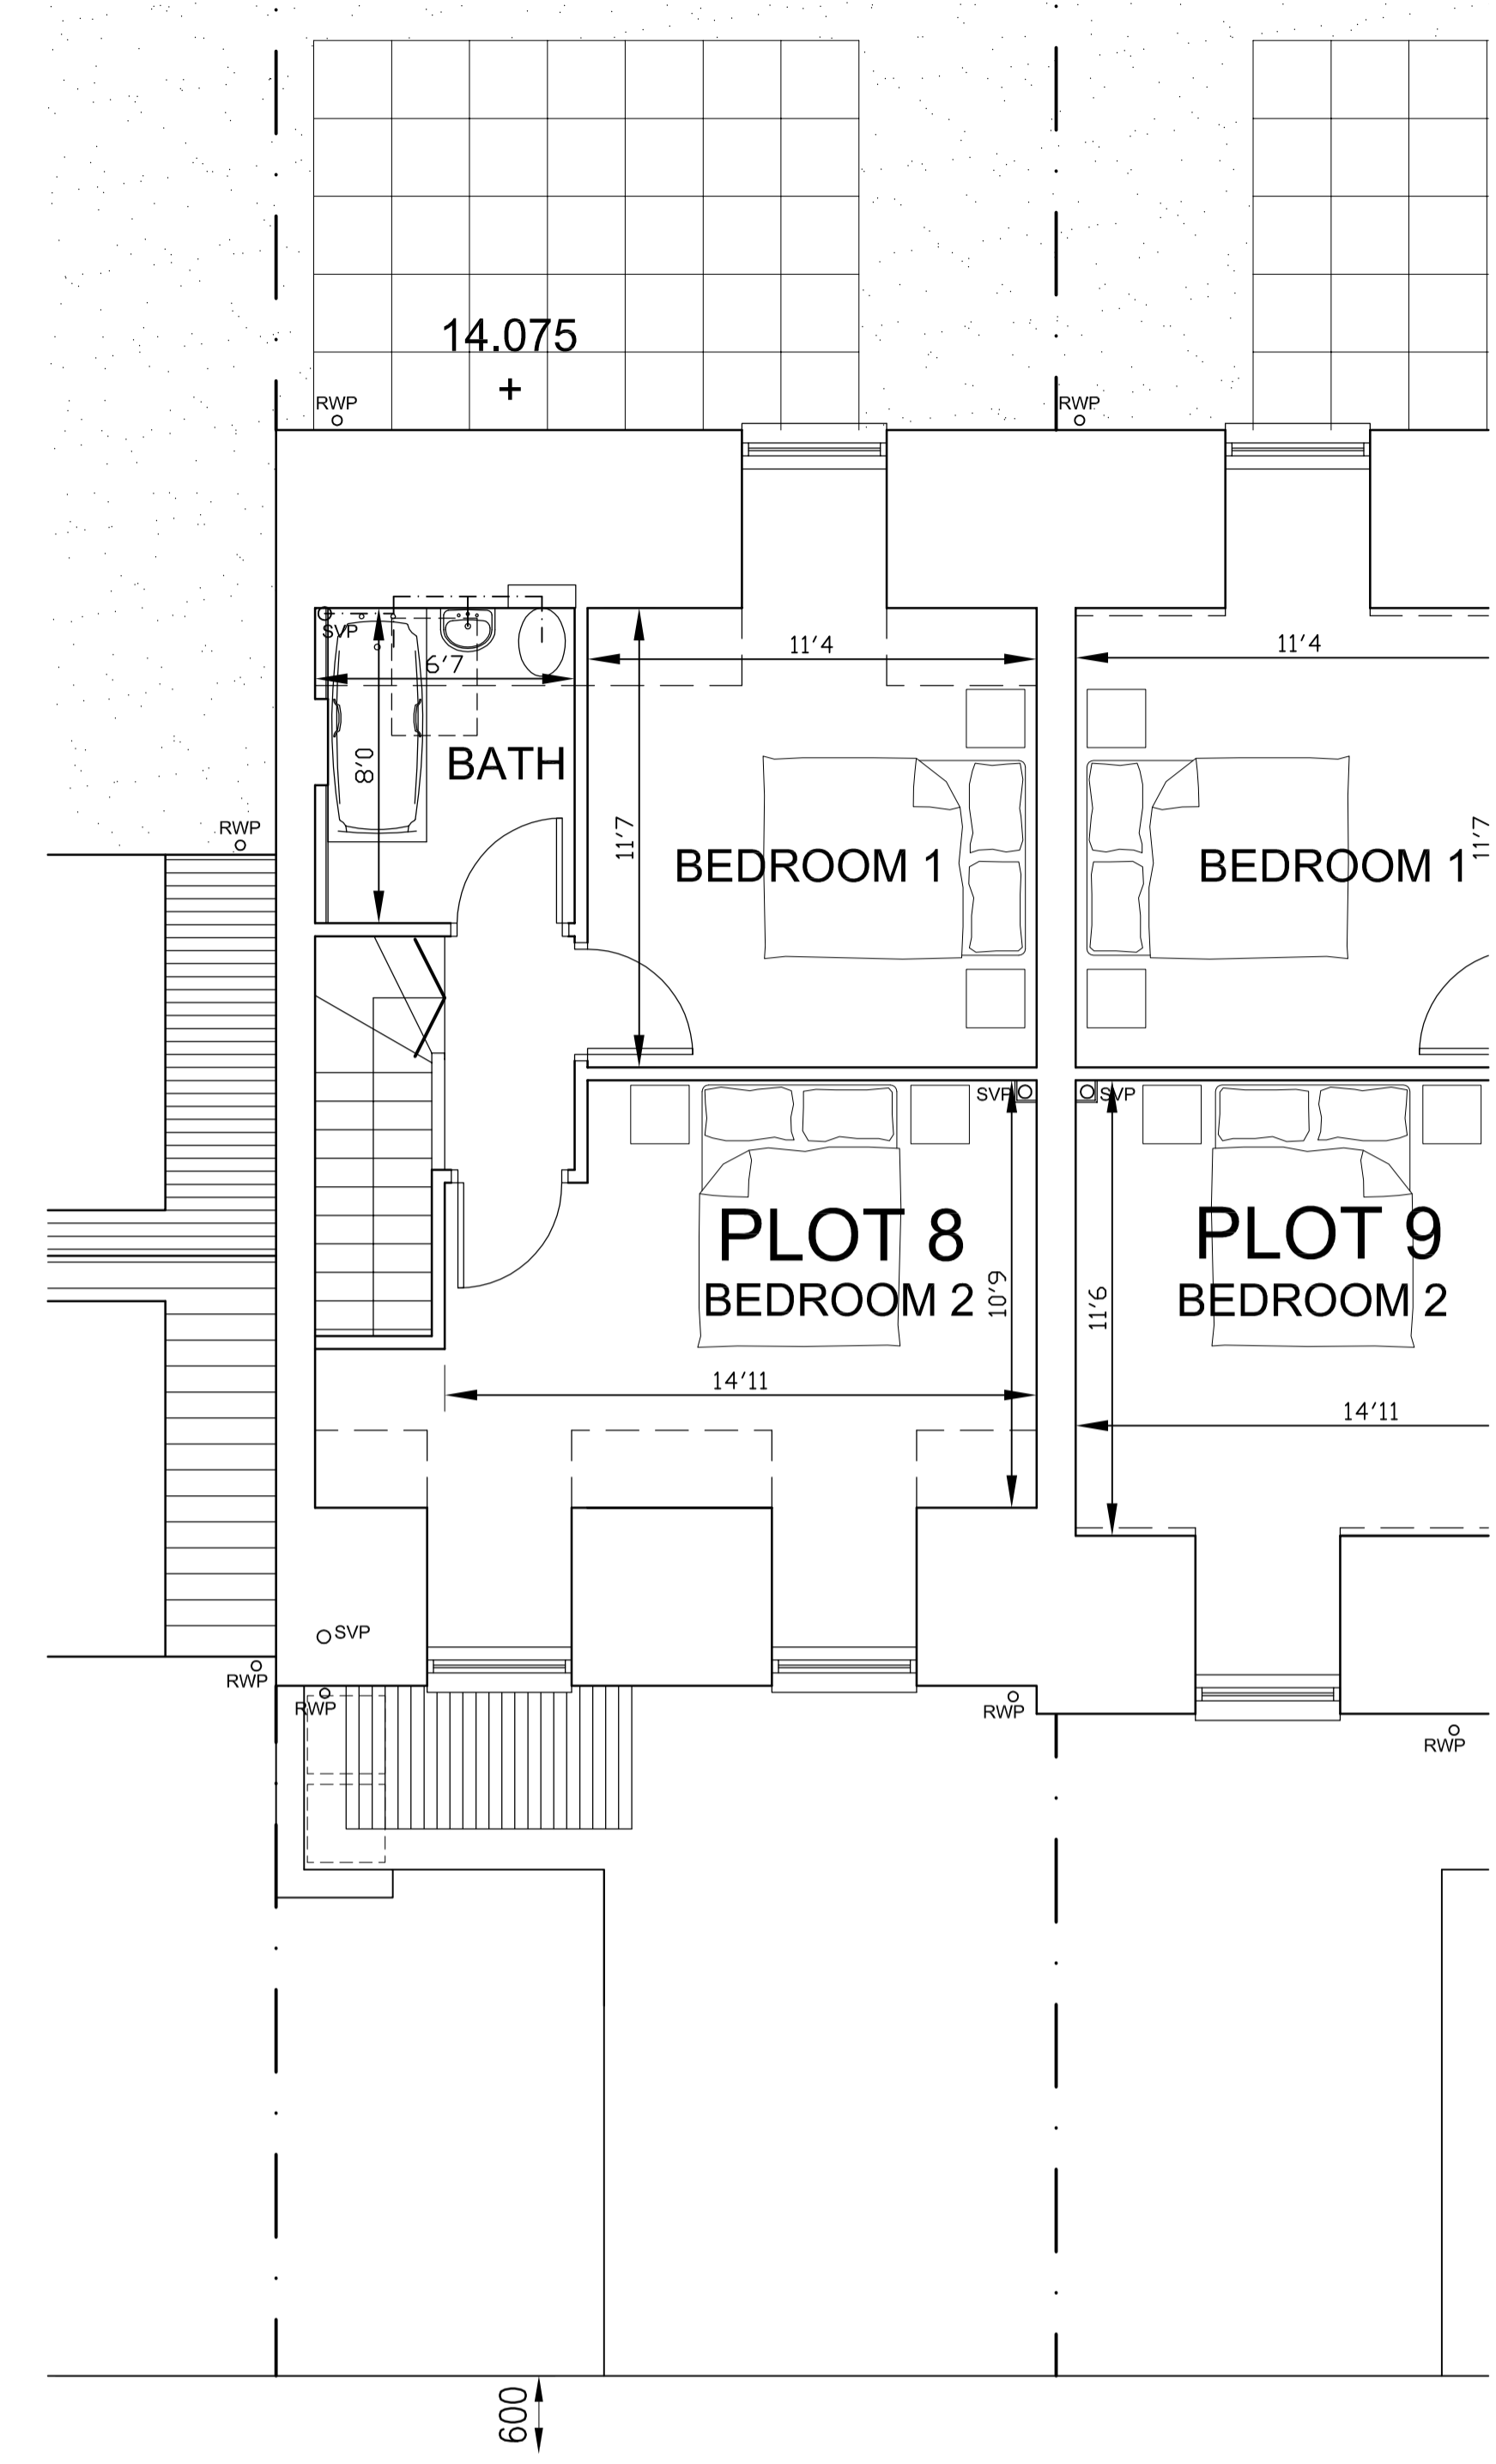 14.075
+
RWP
RWP
SVP
6'7
11'4
11'4
8'0
BATH
RWP
11'7
BEDROOM 1
BEDROOM 1
11'7
SVP
SVP
PLOT 8
PLOT 9
BEDROOM 2
10'9
11'6
BEDROOM 2
14'11
14'11
SVP
RWP
RWP
RWP
RWP
600